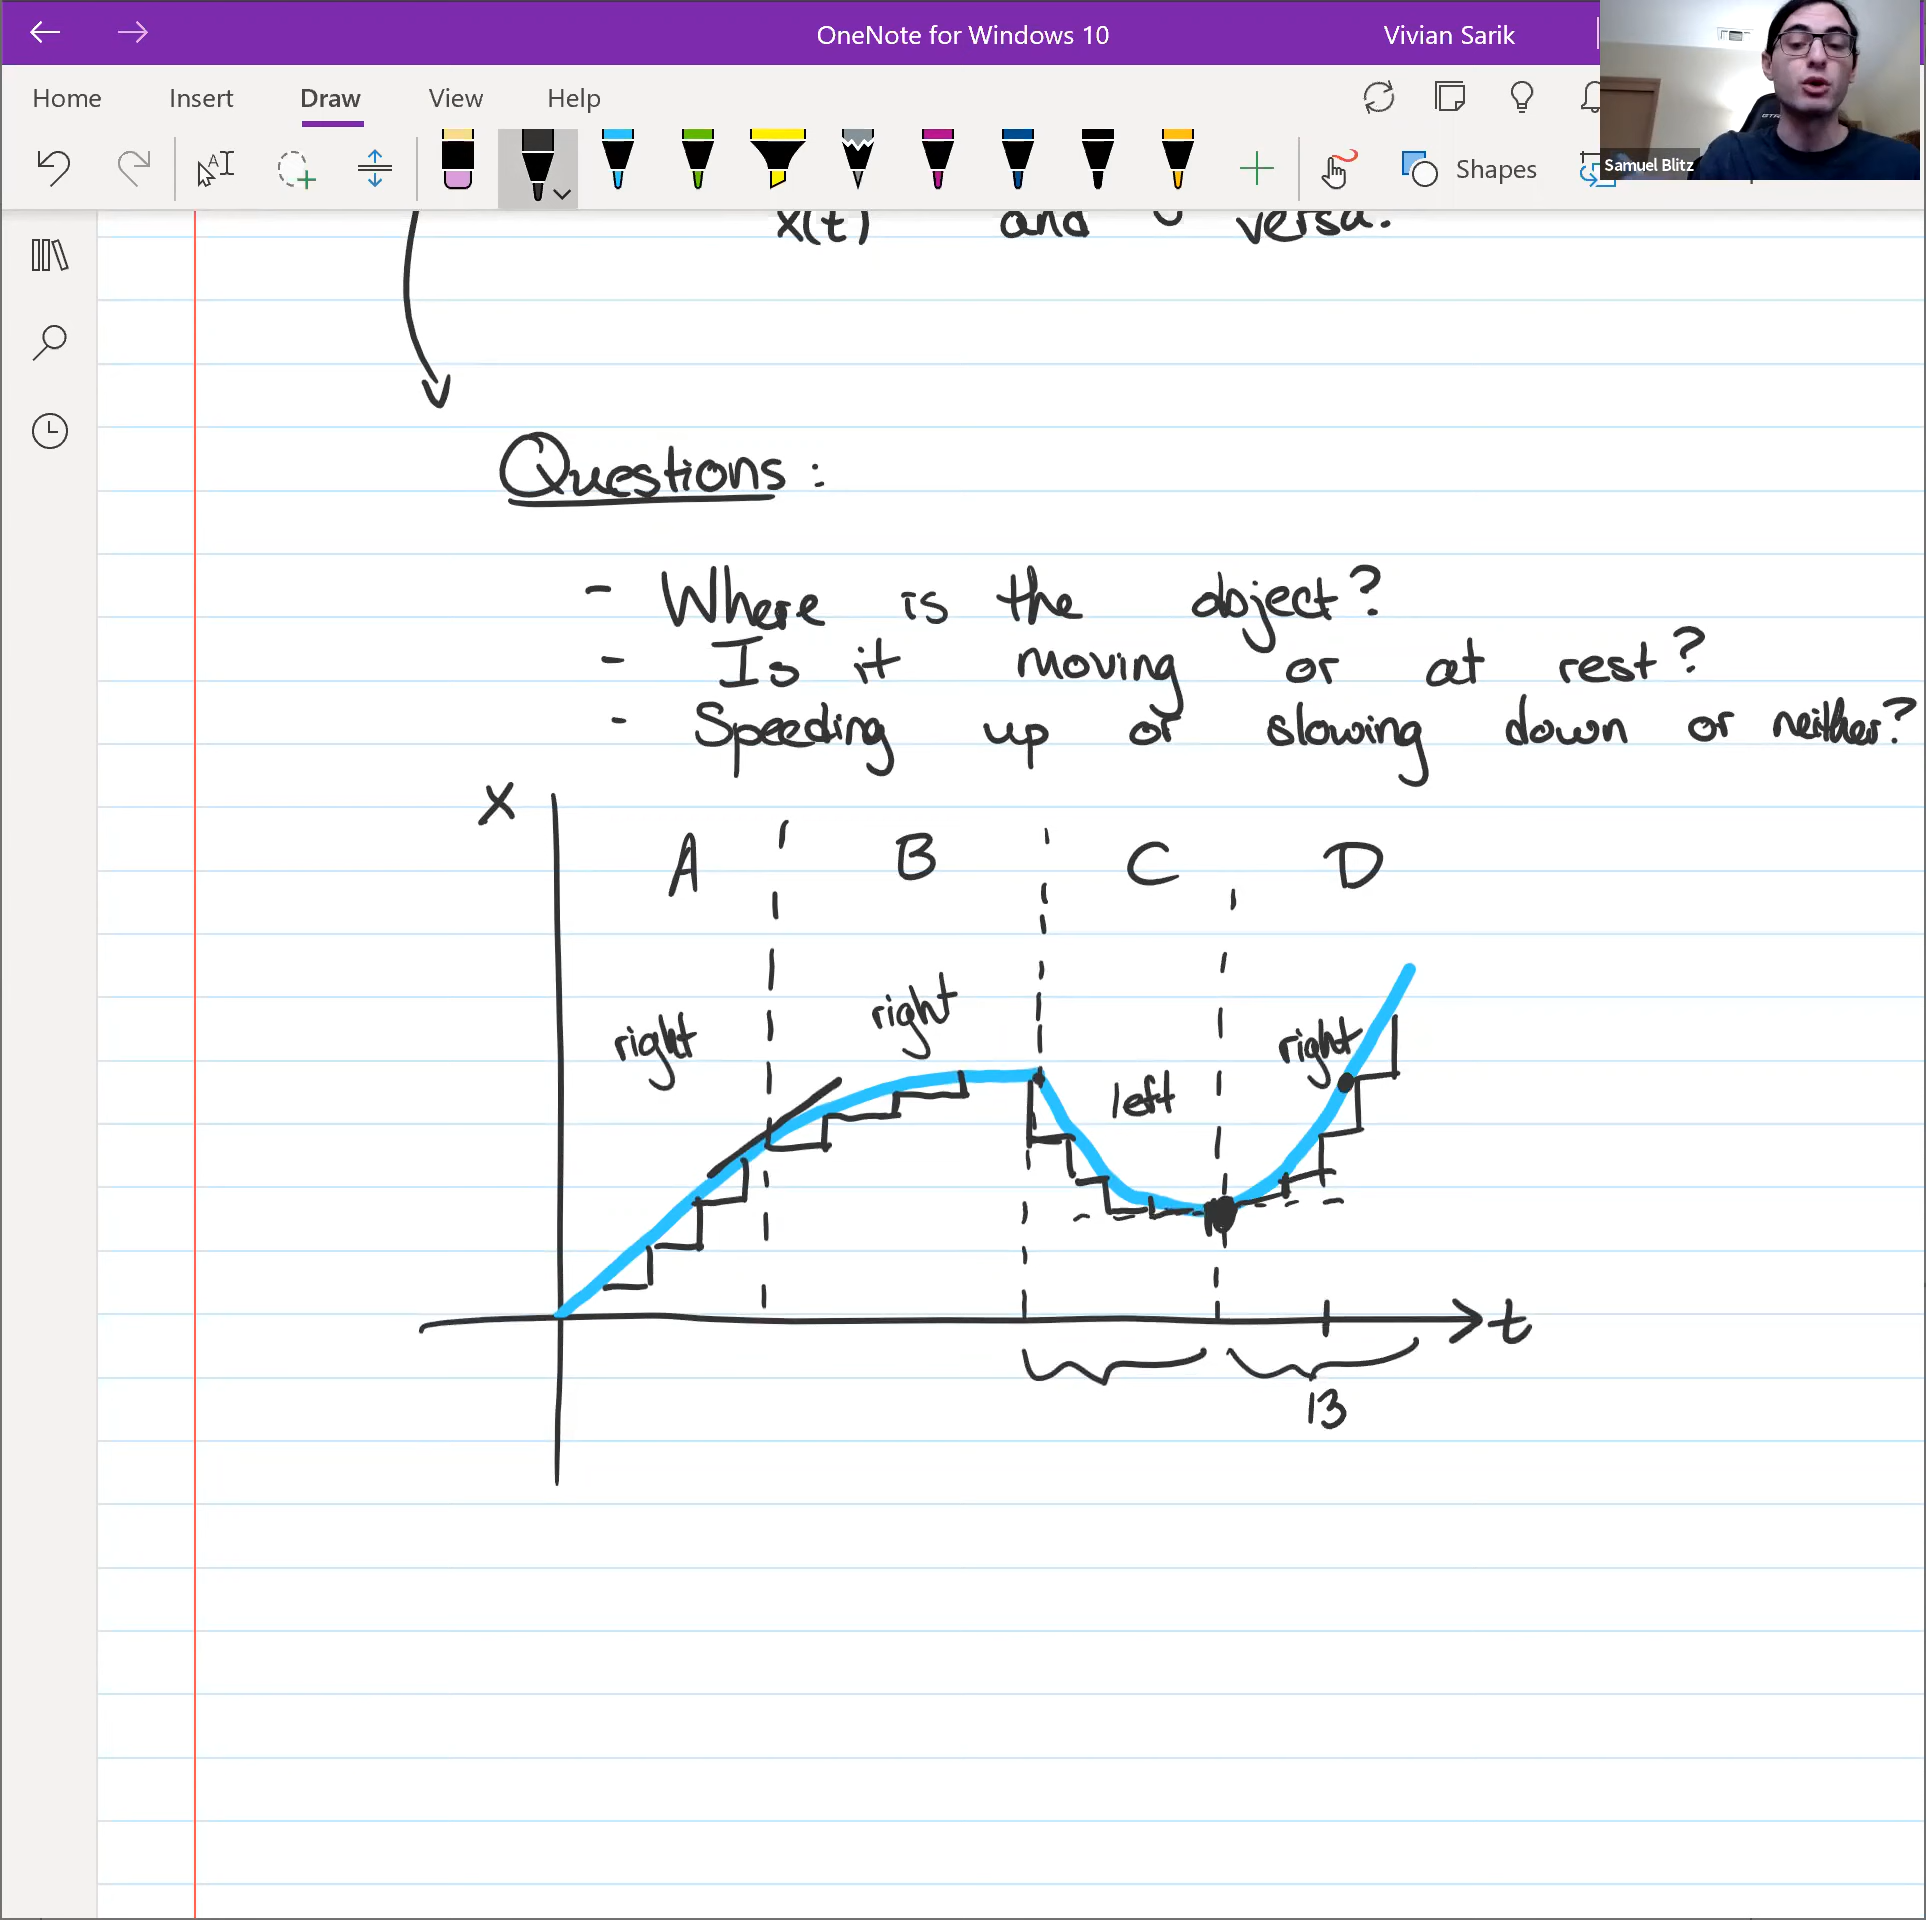 OneNote for Windows 10 Vivian Sarik
Home Insert Draw View Help
Shapes
Samuel Blitz
x(t) and versa.
Questions:
- Where is the object?
- Is it moving or at rest?
- Speeding up or slowing down or neither?
x
A B C D
right right left right
t
13